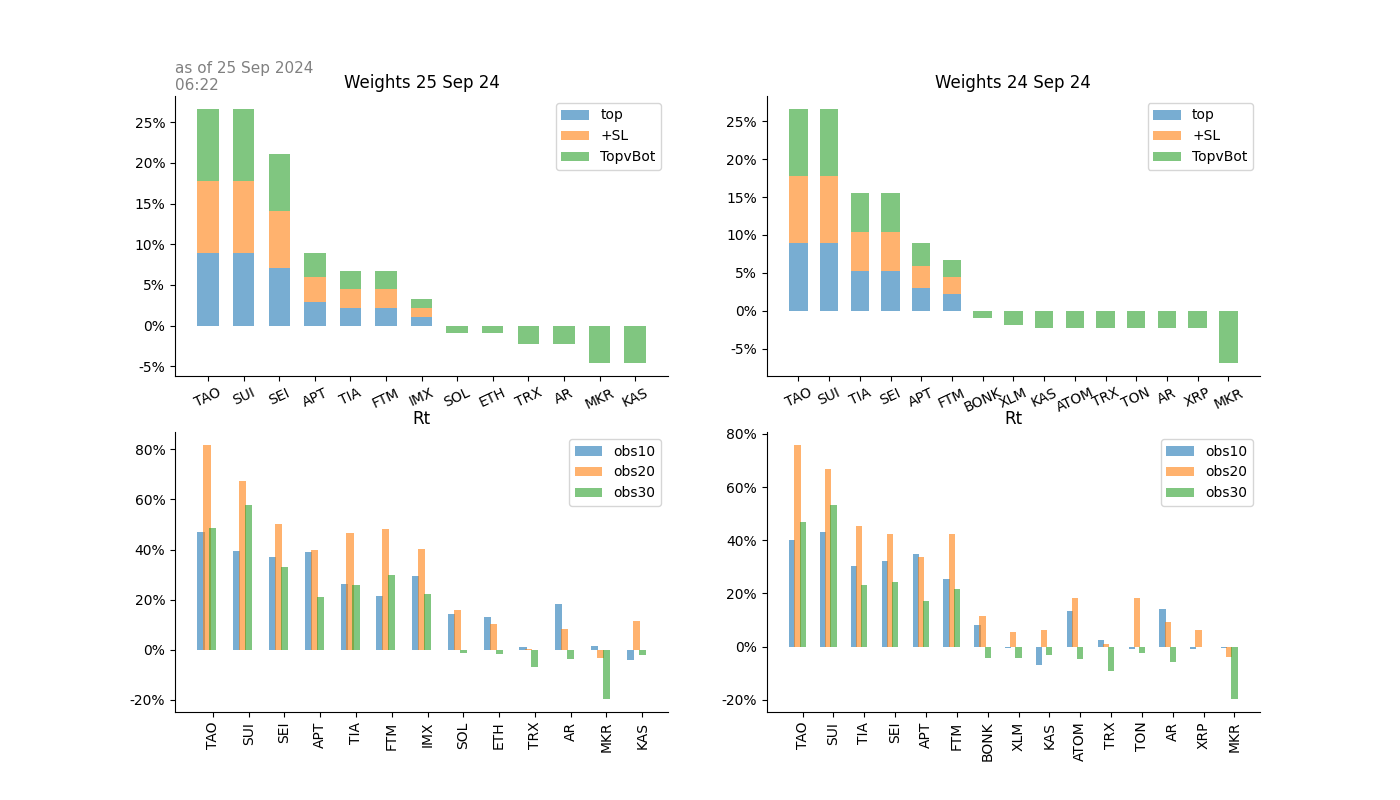 as of 25 Sep 2024
06:22
Weights 25 Sep 24
25%
20%
15%
10%
5%
0%
-5%
top
+SL
TopvBot
TAO SUI SEI APT TIA FTM IMX SOL ETH TRX AR MKR KAS
Weights 24 Sep 24
25%
20%
15%
10%
5%
0%
-5%
top
+SL
TopvBot
TAO SUI TIA SEI APT FTM BONK XLM KAS ATOM TRX TON AR XRP MKR
Rt
80%
60%
40%
20%
0%
-20%
obs10
obs20
obs30
TAO SUI SEI APT TIA FTM IMX SOL ETH TRX AR MKR KAS
Rt
80%
60%
40%
20%
0%
-20%
obs10
obs20
obs30
TAO SUI TIA SEI APT FTM BONK XLM KAS ATOM TRX TON AR XRP MKR